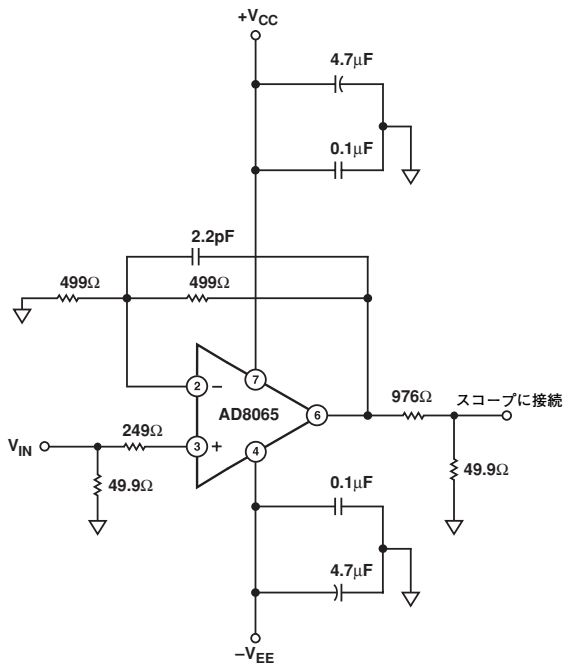 +VCC
4.7μF
0.1μF
2.2pF
499Ω
499Ω
2
−
7
AD8065
6
976Ω
スコープに接続
VIN
249Ω
3
+
4
49.9Ω
49.9Ω
0.1μF
4.7μF
−VEE